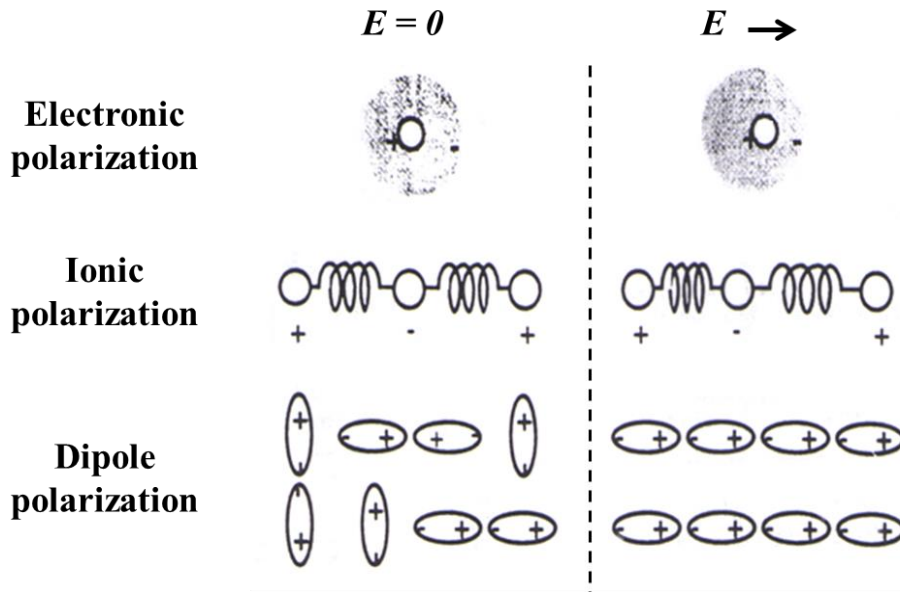 E = 0
E →
Electronic
polarization
+ -
+ -
Ionic
polarization
+ - +
+ - +
Dipole
polarization
+ - + + - +
- + - + - + - +
+ + - + - +
- + - + - + - +